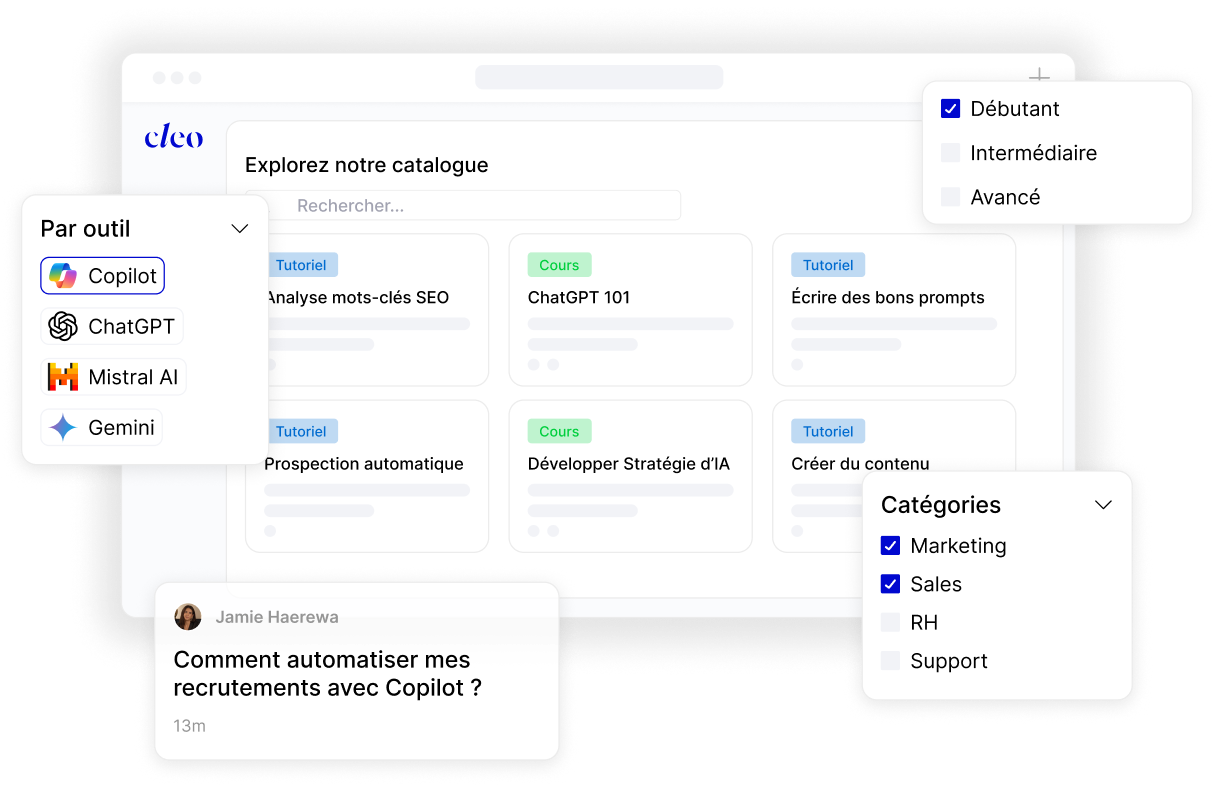 cleo
Explorez notre catalogue
Rechercher...
Débutant
Intermédiaire
Avancé
Par outil
Copilot
ChatGPT
Mistral AI
Gemini
Tutoriel
Analyse mots-clés SEO
Cours
ChatGPT 101
Tutoriel
Écrire des bons prompts
Tutoriel
Prospection automatique
Cours
Développer Stratégie d’IA
Tutoriel
Créer du contenu
Catégories
Marketing
Sales
RH
Support
Jamie Haerewa
Comment automatiser mes
recrutements avec Copilot ?
13m